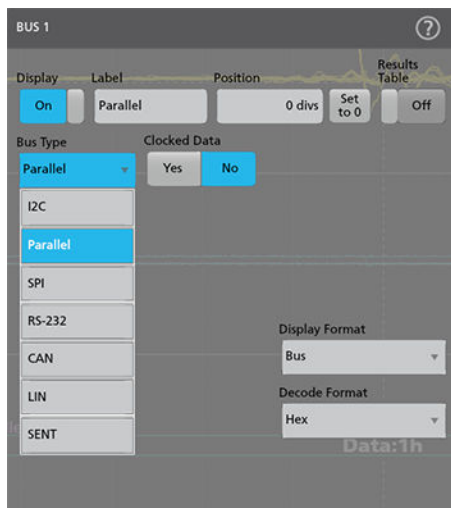 BUS 1
?
Display Label Position Results Table
On Parallel 0 divs Set to 0 Off
Bus Type Clocked Data
Parallel Yes No
I2C
Parallel
SPI
RS-232
Display Format
CAN Bus
Decode Format
LIN
Hex
SENT
Data:1h